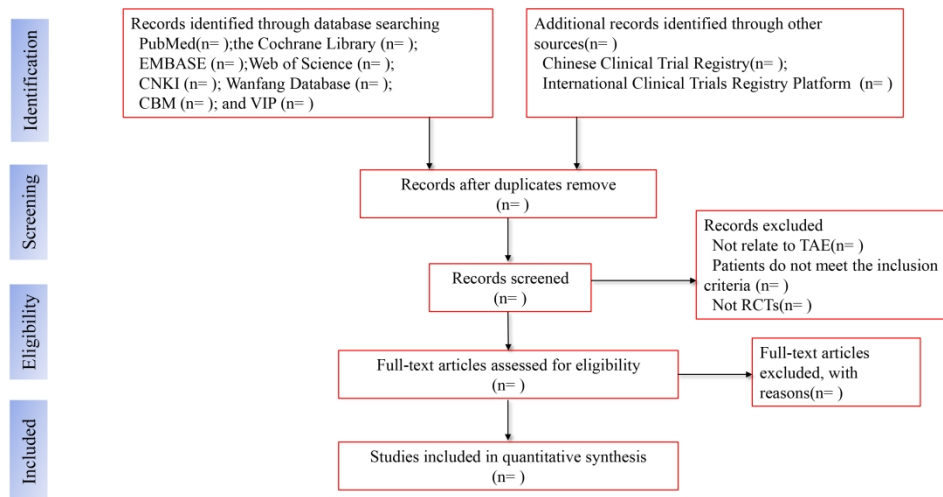 Identification
Records identified through database searching
PubMed(n= );the Cochrane Library (n= );
EMBASE (n= );Web of Science (n= );
CNKI (n= ); Wanfang Database (n= );
CBM (n= ); and VIP (n= )
Additional records identified through other
sources(n= )
Chinese Clinical Trial Registry(n= );
International Clinical Trials Registry Platform (n= )
Screening
Records after duplicates remove
(n= )
Records screened
(n= )
Records excluded
Not relate to TAE(n= )
Patients do not meet the inclusion
criteria (n= )
Not RCTs(n= )
Eligibility
Full-text articles assessed for eligibility
(n= )
Full-text articles
excluded, with
reasons(n= )
Included
Studies included in quantitative synthesis
(n= )